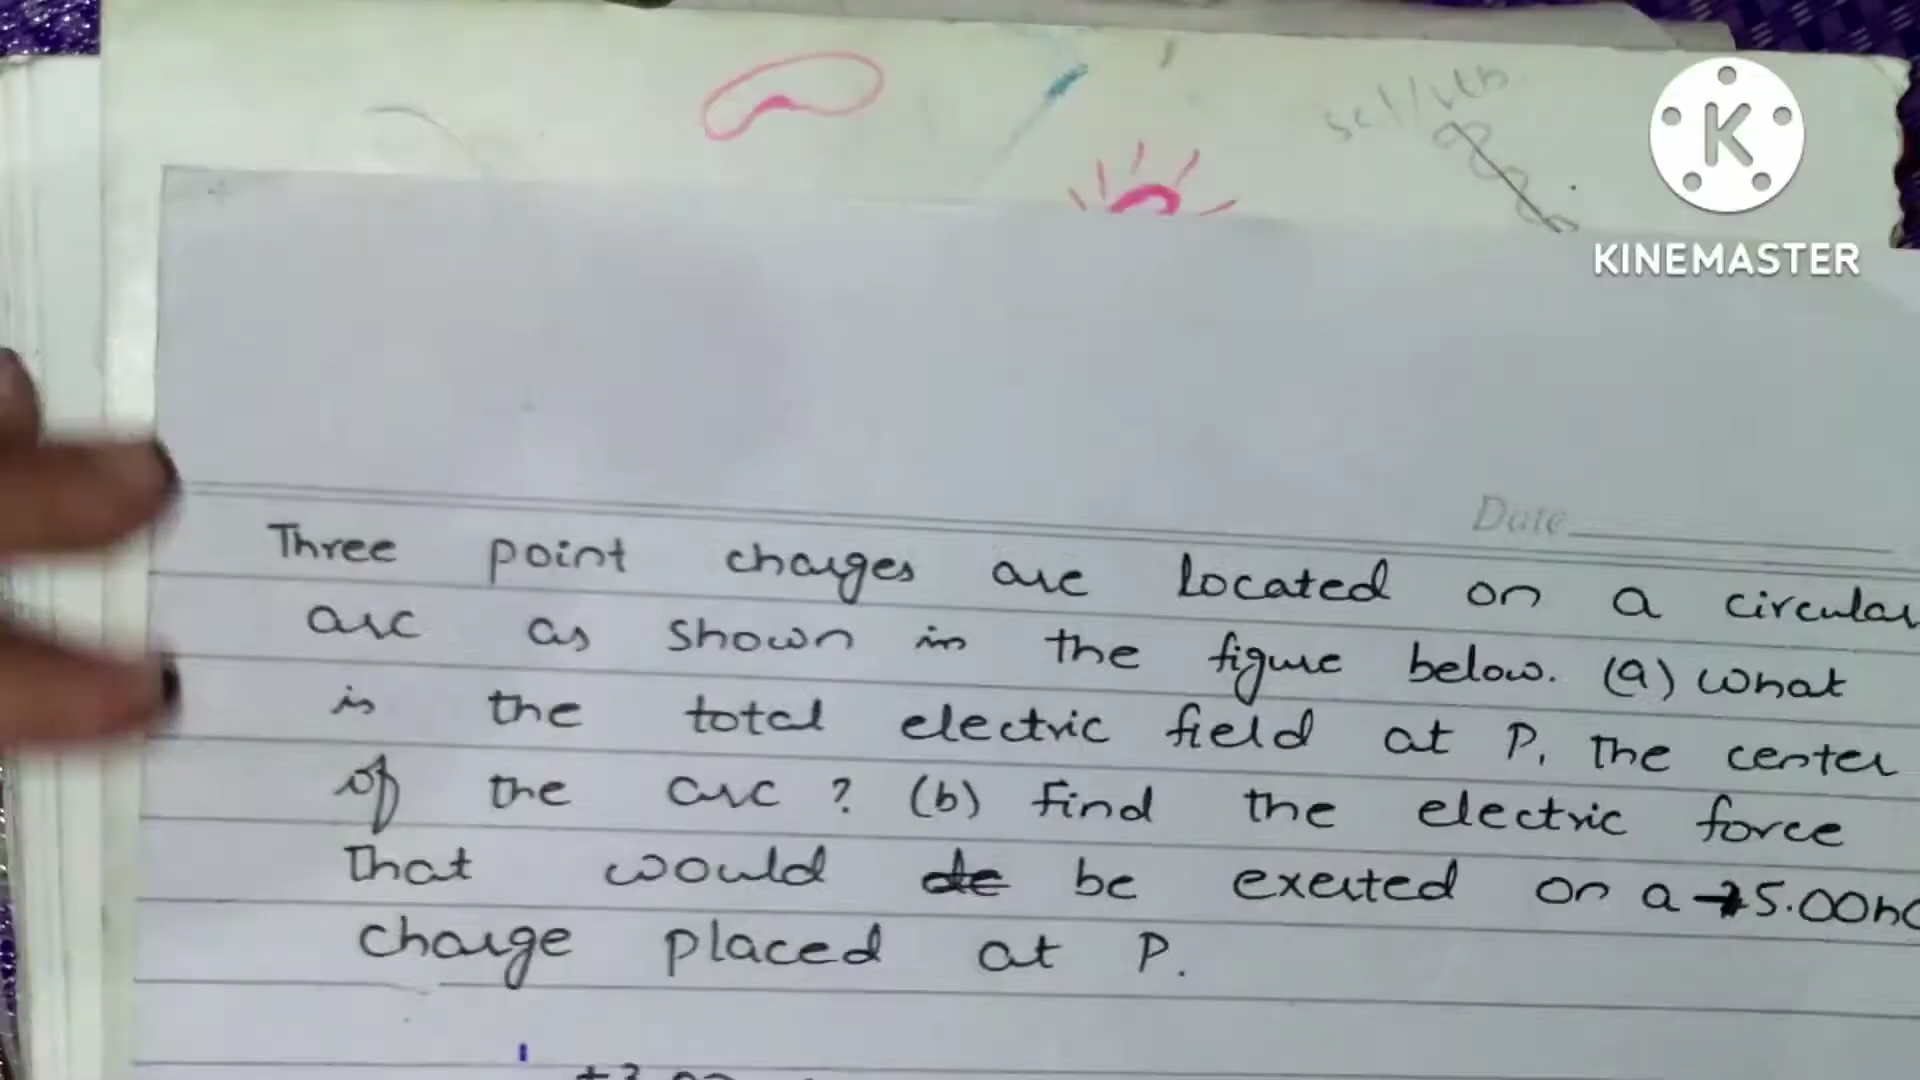 KINEMASTER
Date
Three point charges are located on a circular
arc as shown in the figure below. (a) what
is the total electric field at P, the center
of the arc ? (b) Find the electric force
that would be exerted on a 5.00n
charge placed at P.